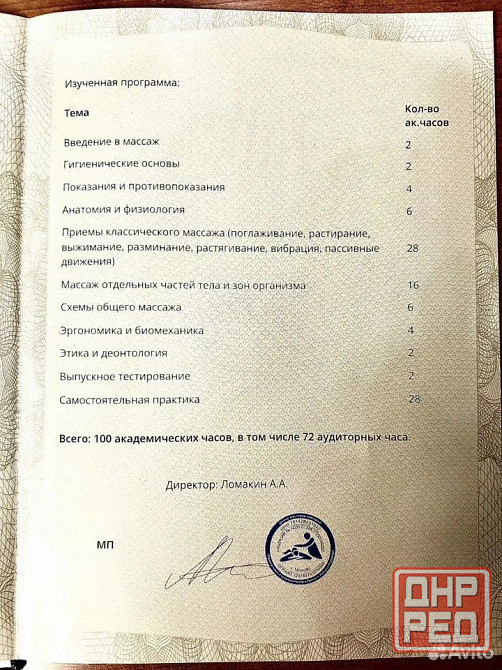 Изученная программа:
Тема Кол-во
ак.часов
Введение в массаж 2
Гигиенические основы 2
Показания и противопоказания 4
Анатомия и физиология 6
Приемы классического массажа (поглаживание, растирание,
выжимание, разминание, растягивание, вибрация, пассивные 28
движения)
Массаж отдельных частей тела и зон организма 16
Схемы общего массажа 6
Эргономика и биомеханика 4
Этика и деонтология 2
Выпускное тестирование 2
Самостоятельная практика 28
Всего: 100 академических часов, в том числе 72 аудиторных часа.
Директор: Ломакин А.А.
МП
ДНР
РЕД
Avito